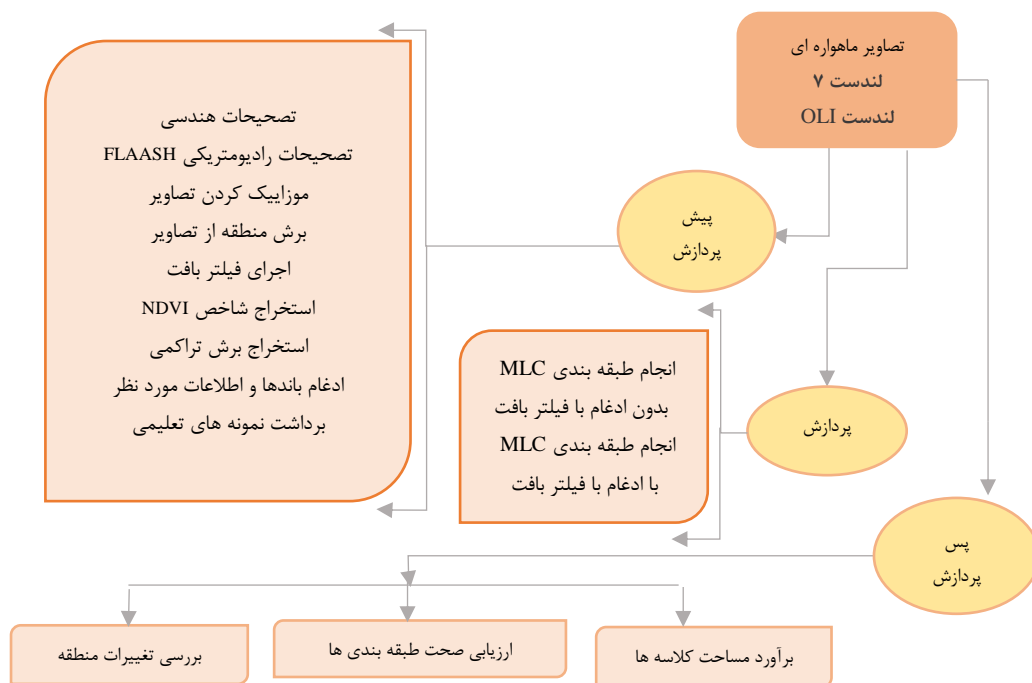 تصاویر ماهواره ای
لندست ۷
لندست OLI
پیش
پردازش
تصحیحات هندسی
تصحیحات رادیومتریکی FLAASH
موزاییک کردن تصاویر
برش منطقه از تصاویر
اجرای فیلتر بافت
استخراج شاخص NDVI
استخراج برش تراکمی
ادغام باندها و اطلاعات مورد نظر
برداشت نمونه های تعلیمی
پردازش
انجام طبقه بندی MLC
بدون ادغام با فیلتر بافت
انجام طبقه بندی MLC
با ادغام با فیلتر بافت
پس
پردازش
برآورد مساحت کلاسه ها
ارزیابی صحت طبقه بندی ها
بررسی تغییرات منطقه